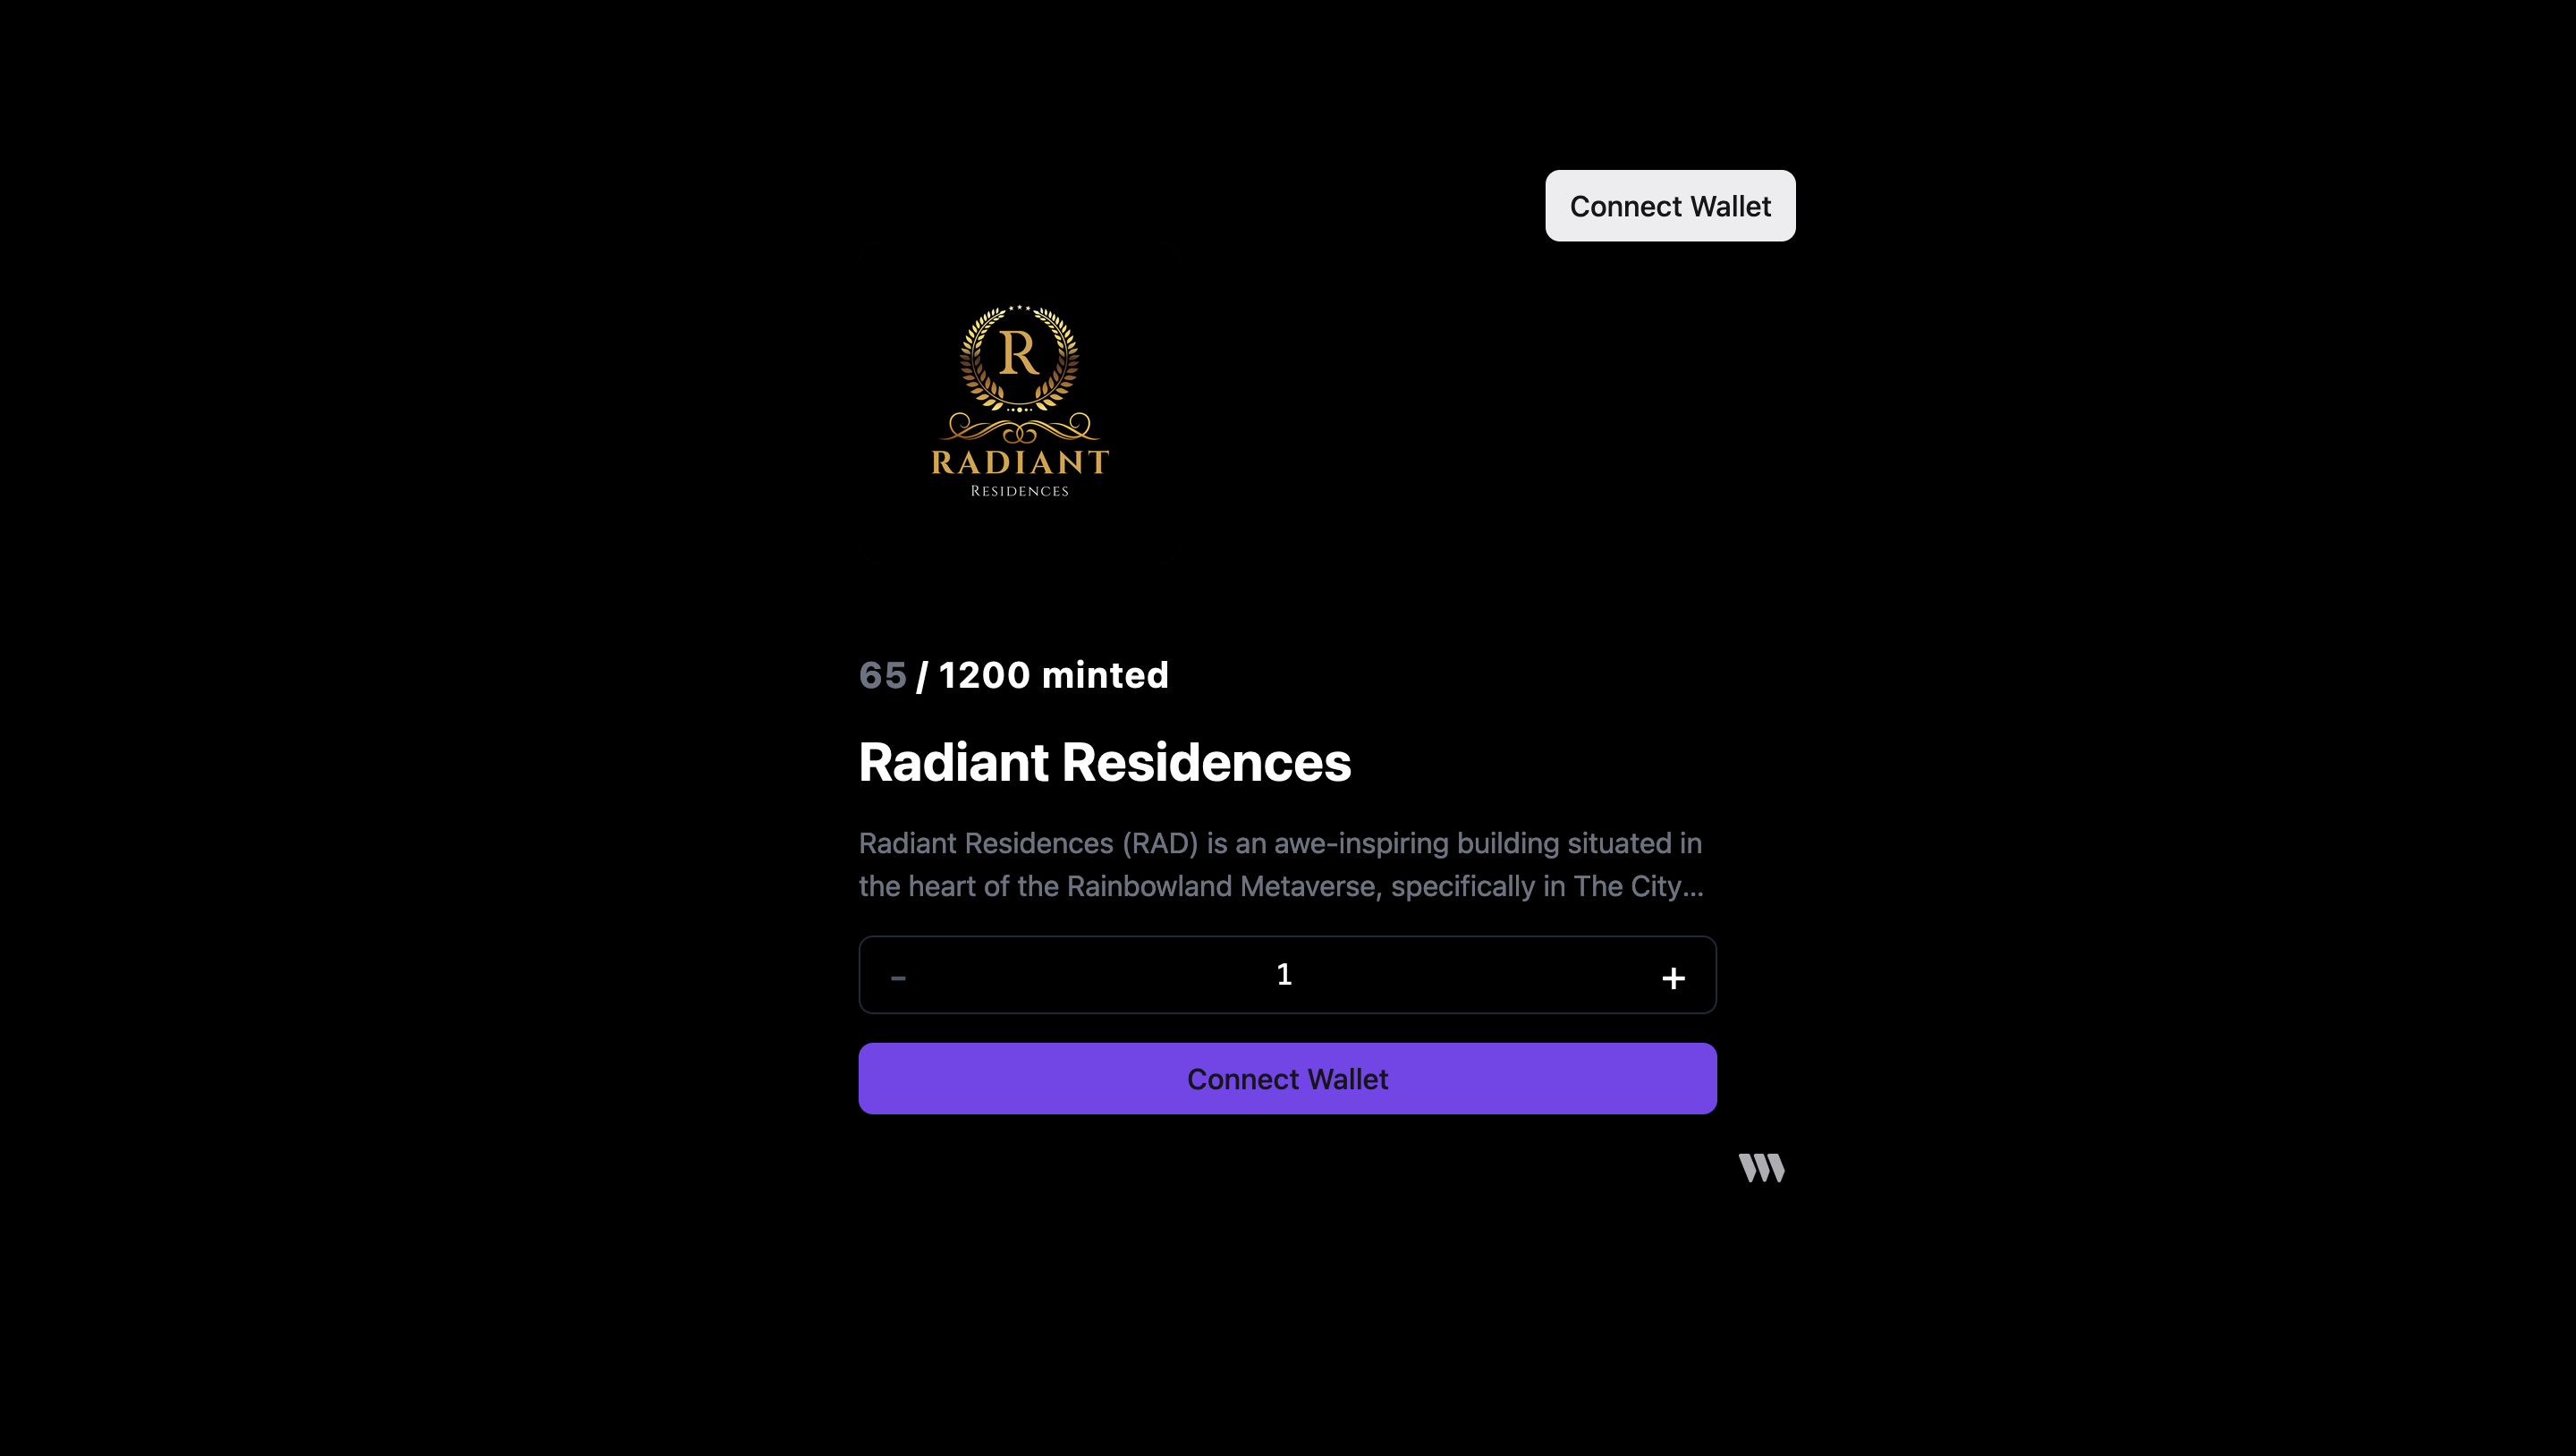 Connect Wallet
R
RADIANT
RESIDENCES
65 / 1200 minted
Radiant Residences
Radiant Residences (RAD) is an awe-inspiring building situated in
the heart of the Rainbowland Metaverse, specifically in The City...
- 1 +
Connect Wallet